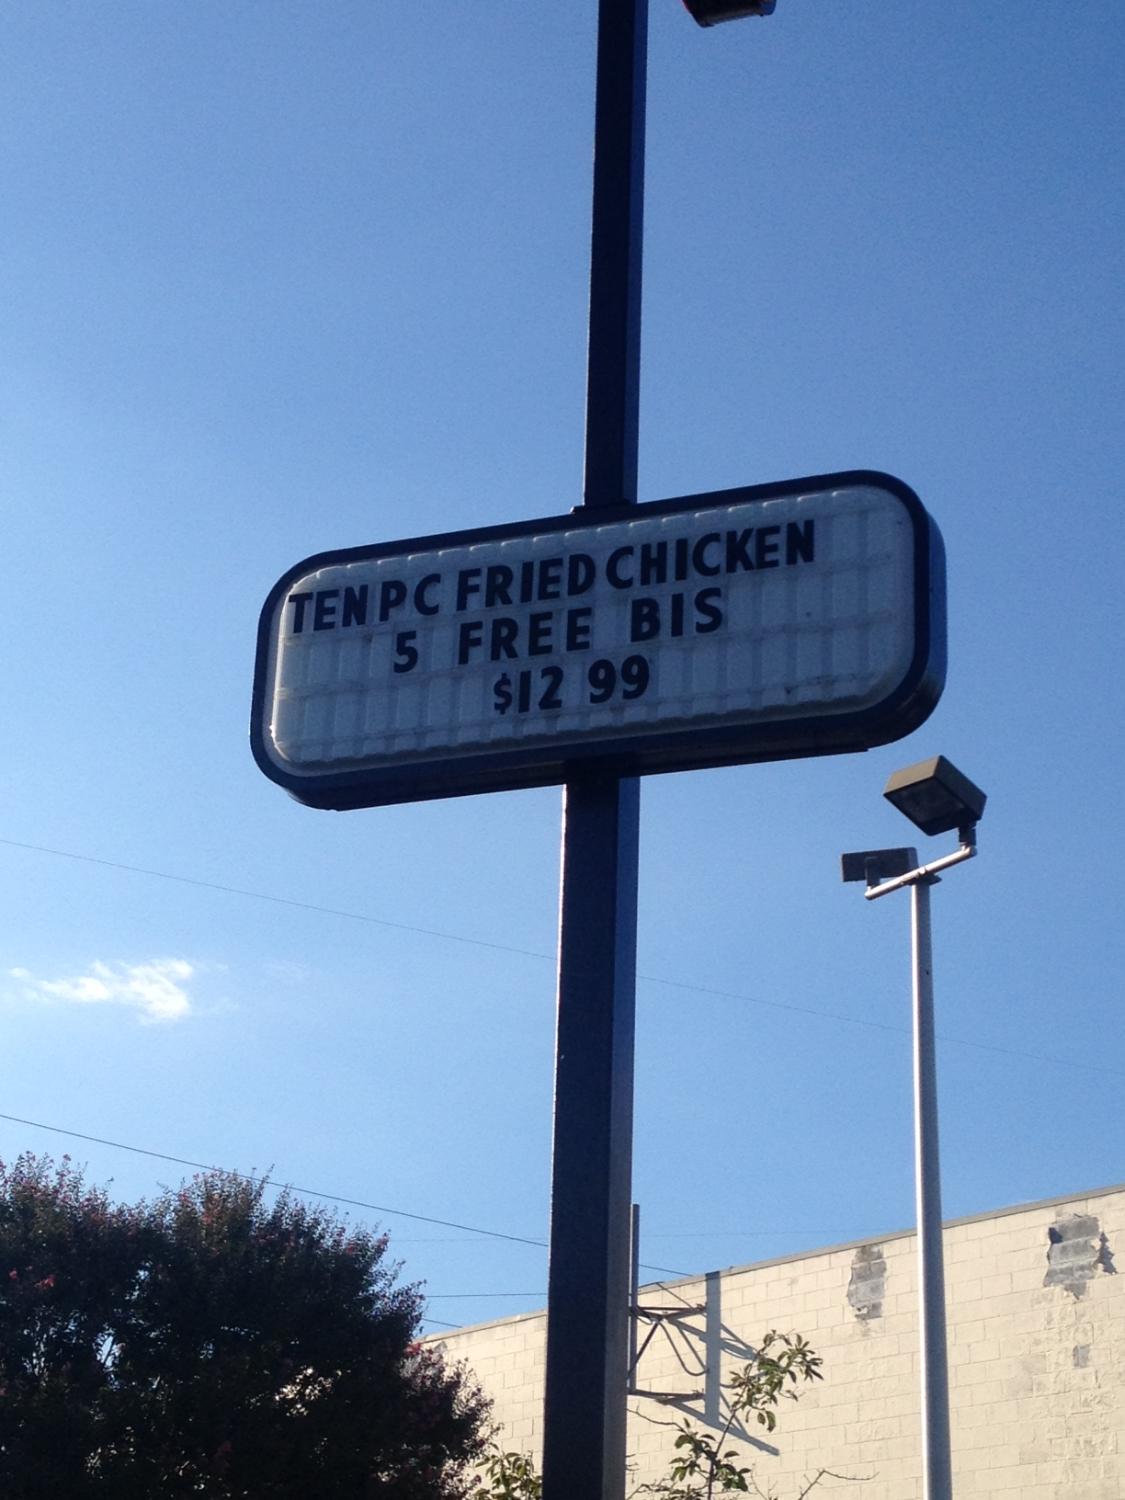 TEN PC FRIED CHICKEN
5 FREE BIS
$12 99